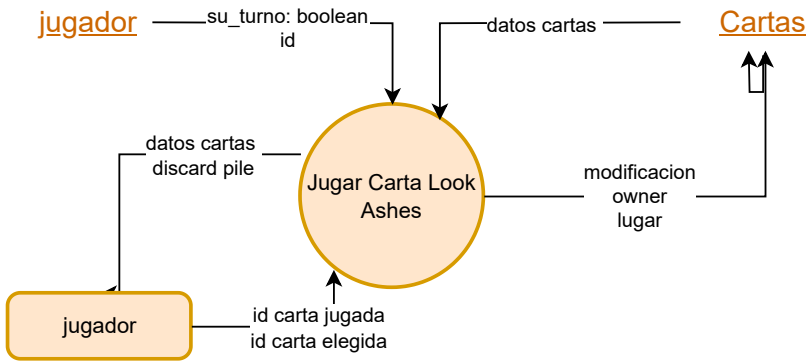 jugador
su_turno: boolean
id
datos cartas
Cartas
datos cartas
discard pile
Jugar Carta Look
Ashes
modificacion
owner
lugar
jugador
id carta jugada
id carta elegida